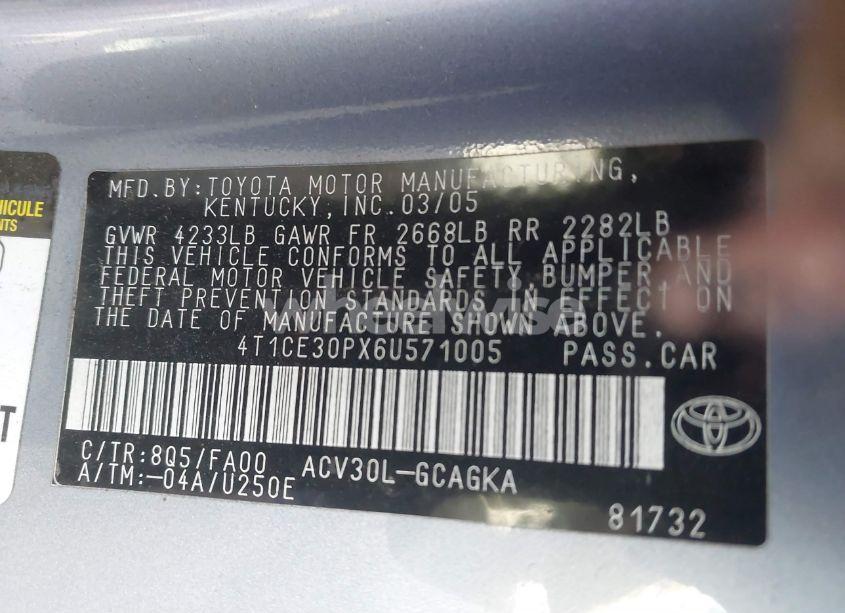 HICULE
NTS
T
MFD.BY:TOYOTA MOTOR MANUFACTURING,
KENTUCKY,INC.03/05
GVWR 4233LB GAWR FR 2668LB RR 2282LB
THIS VEHICLE CONFORMS TO ALL APPLICABLE
FEDERAL MOTOR VEHICLE SAFETY,BUMPER,AND
THEFT PREVENTION STANDARDS IN EFFECT ON
THE DATE OF MANUFACTURE SHOWN ABOVE.
4T1CE30PX6U571005 PASS.CAR
C/TR:8Q5/FA00 ACV30L-GCAGKA
A/TM:-04A/U250E
81732